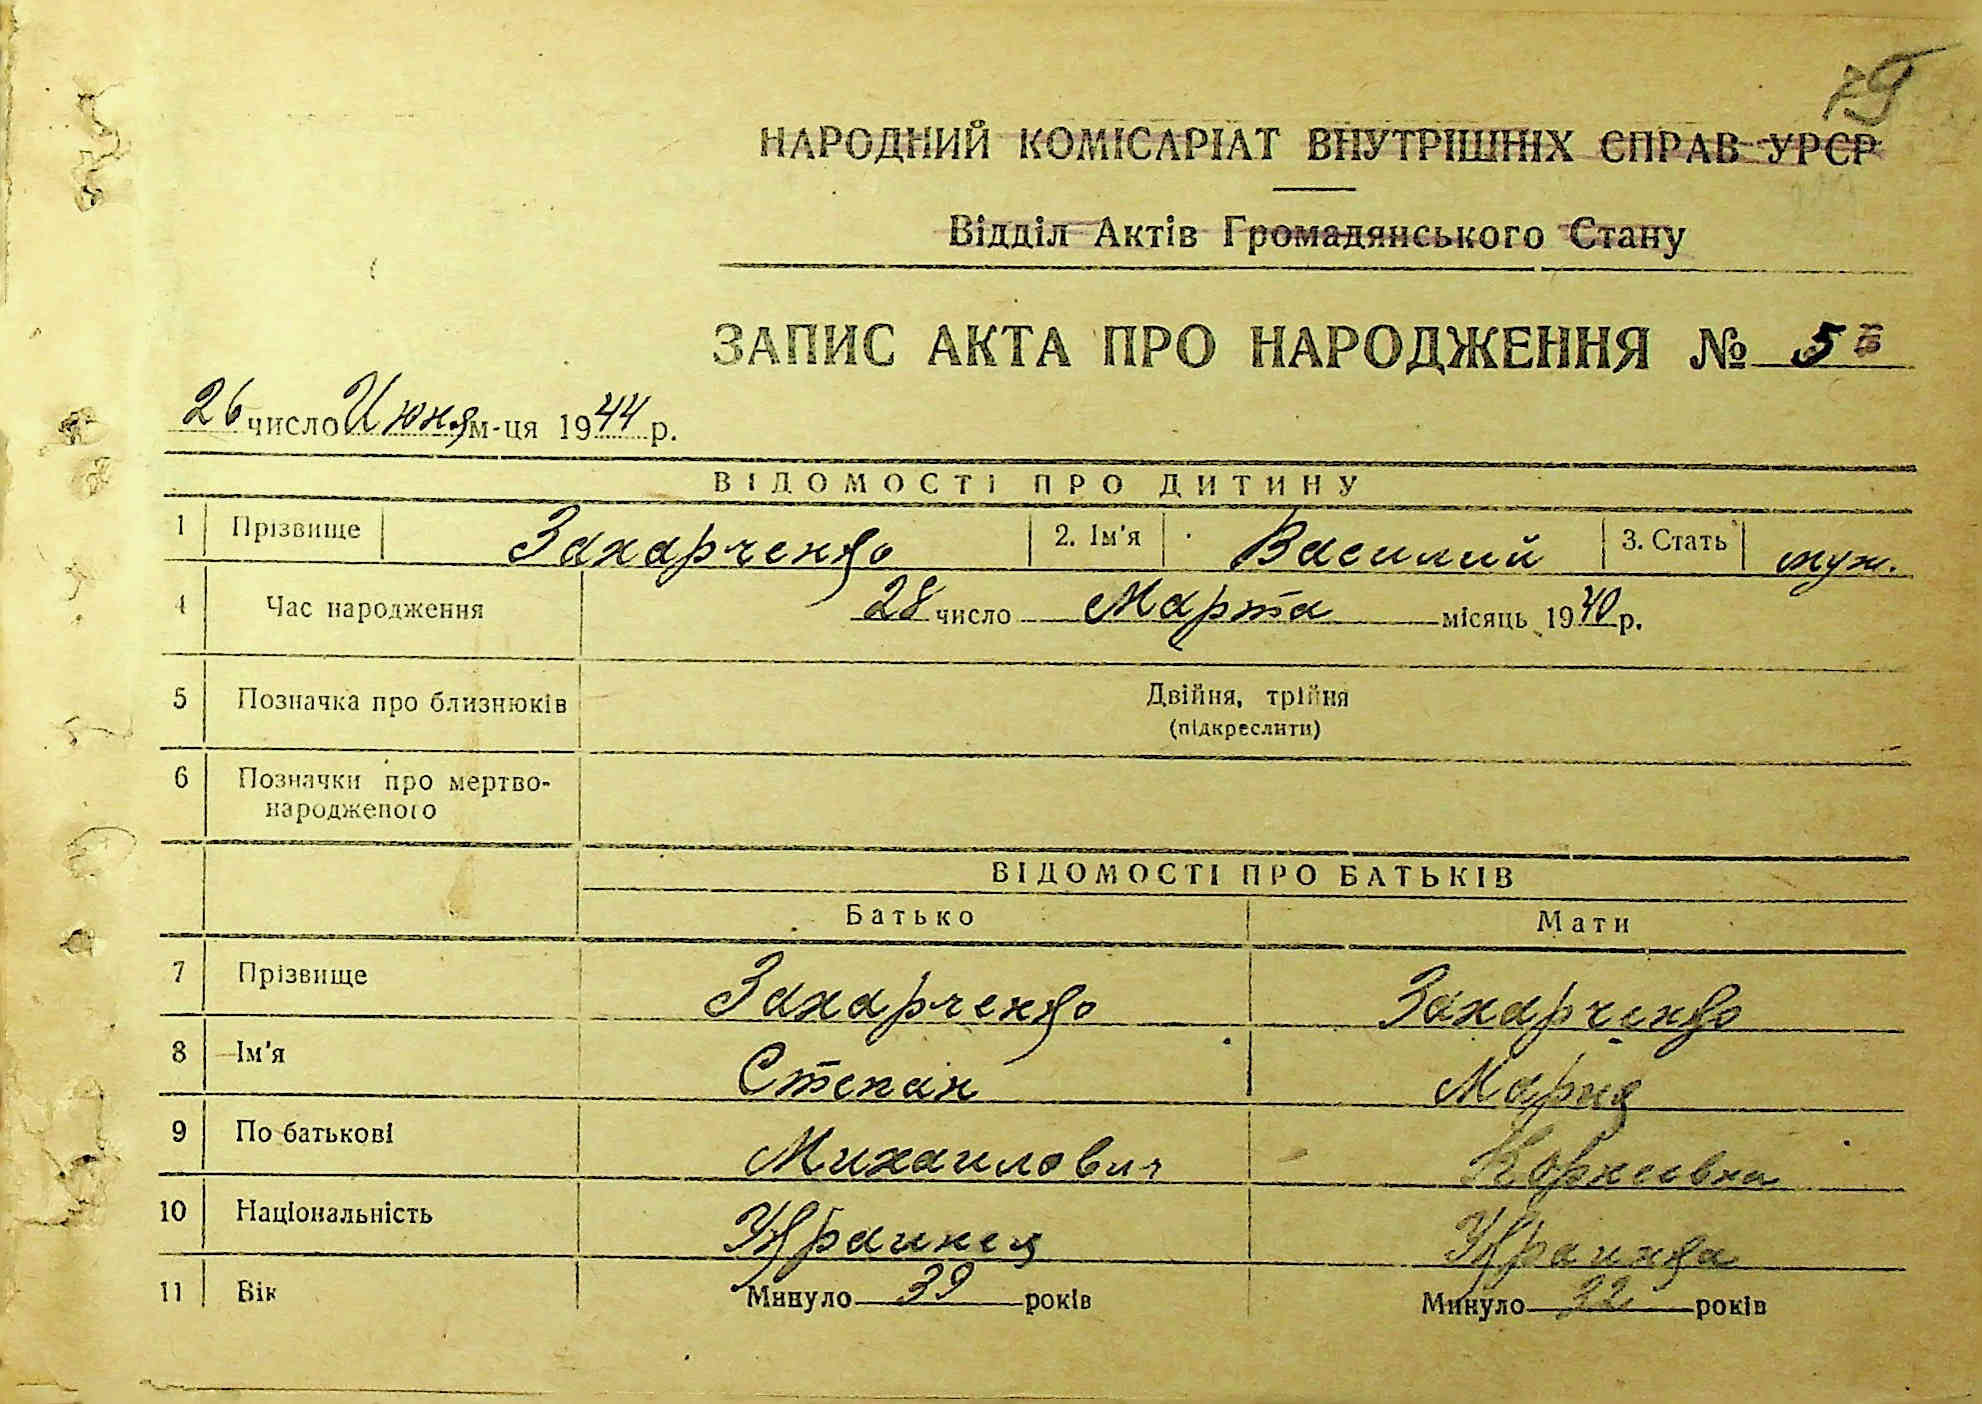 79
НАРОДНИЙ КОМІСАРІАТ ВНУТРІШНІХ СПРАВ УРСР
Відділ Актів Громадянського Стану
ЗАПИС АКТА ПРО НАРОДЖЕННЯ № 5
26 число Июня м-ця 1944 р.
ВІДОМОСТІ ПРО ДИТИНУ
1 Прізвище Захарченко 2. Ім'я Василий 3. Стать муж.
4 Час народження 28 число Марта місяць 1940 р.
5 Позначка про близнюків Двійня, трійня
(підкреслити)
6 Позначки про мертво-
народженого
ВІДОМОСТІ ПРО БАТЬКІВ
Батько Мати
7 Прізвище Захарченко Захарченко
8 Ім'я Степан Мария
9 По батькові Михаилович Корнеевна
10 Національність Украинец Украинка
11 Вік Минуло 39 років Минуло років